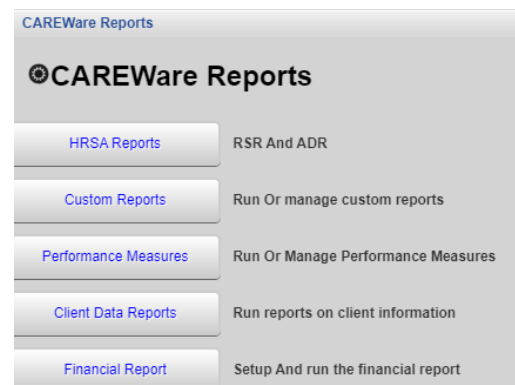 CAREWare Reports
CAREWare Reports
HRSA Reports RSR And ADR
Custom Reports Run Or manage custom reports
Performance Measures Run Or Manage Performance Measures
Client Data Reports Run reports on client information
Financial Report Setup And run the financial report